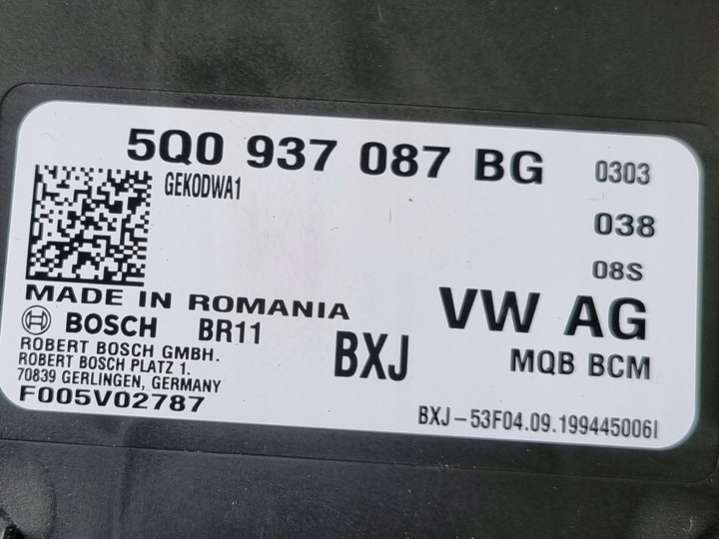 5Q0 937 087 BG 0303
GEKODWA1
038
08S
MADE IN ROMANIA
VW AG
BOSCH BR11
BXJ
MQB BCM
ROBERT BOSCH GMBH.
ROBERT BOSCH PLATZ 1.
70839 GERLINGEN, GERMANY
F005V02787
BXJ-53F04.09.199445006I